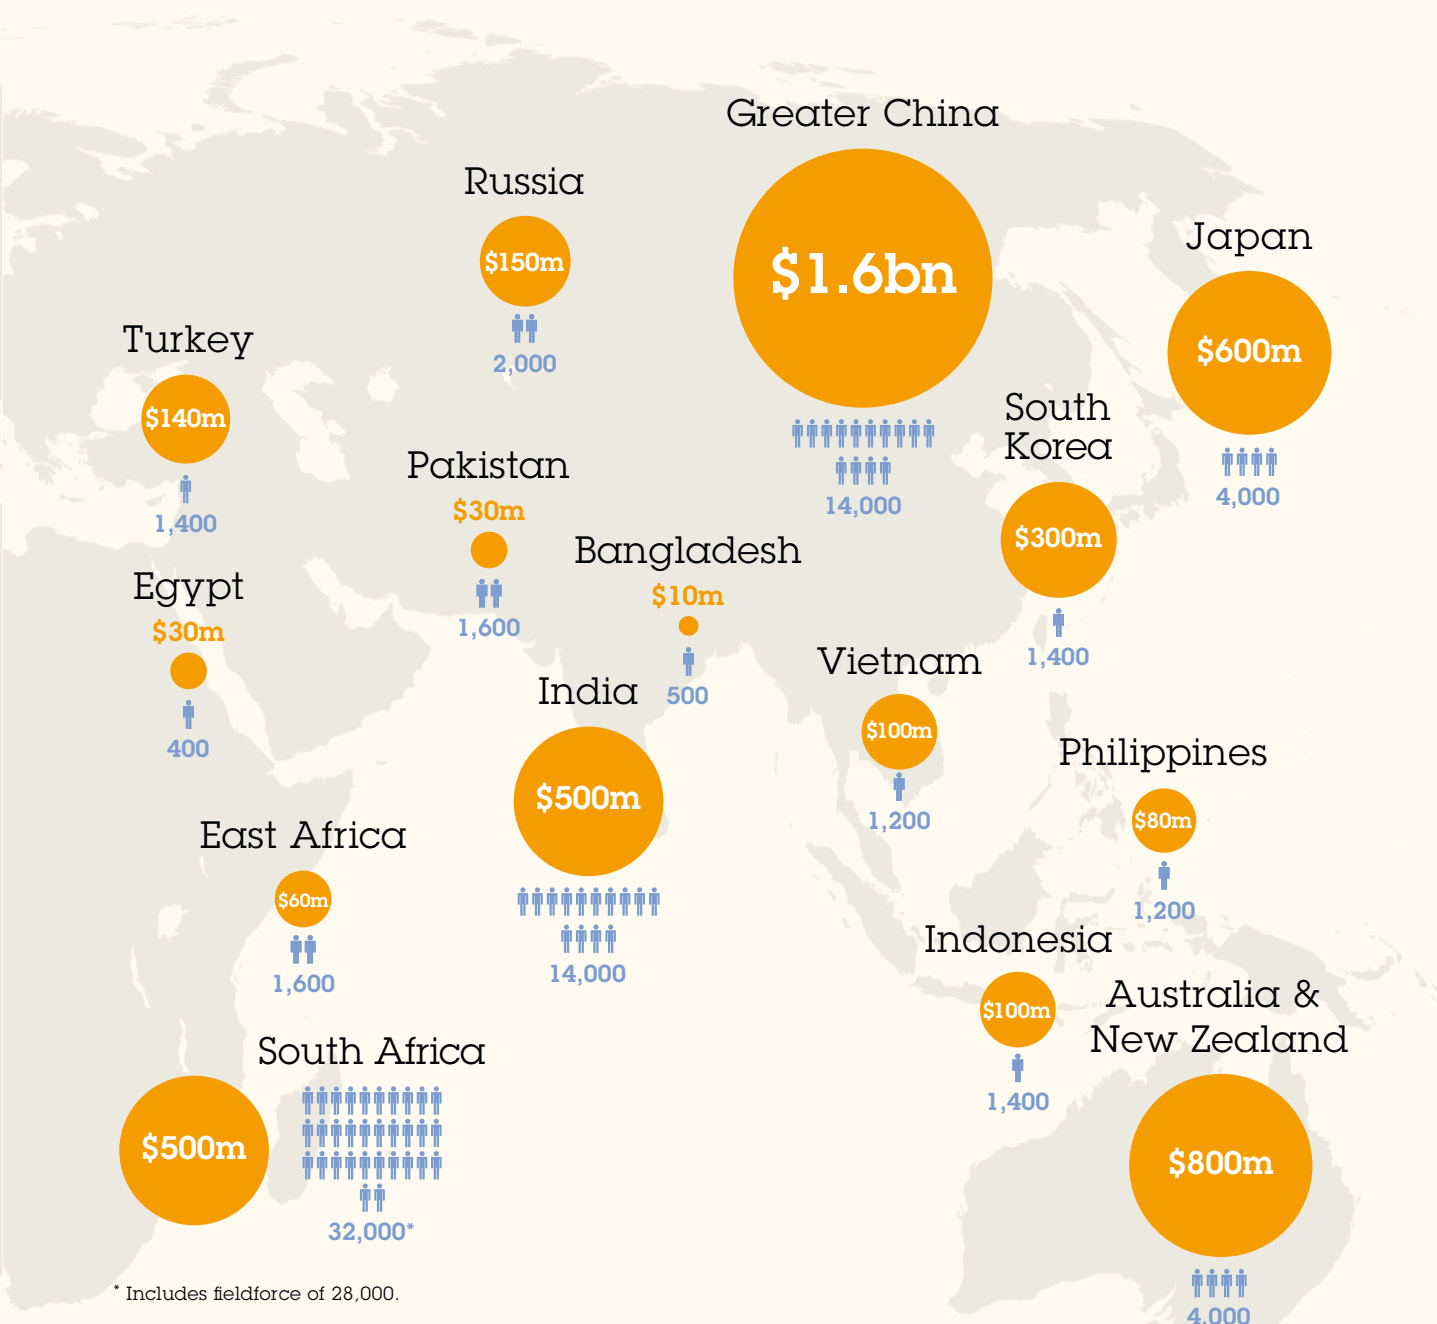 Greater China
$1.6bn
14,000
Russia
$150m
2,000
Japan
$600m
4,000
Turkey
$140m
1,400
South
Korea
$300m
1,400
Pakistan
$30m
1,600
Bangladesh
$10m
500
Egypt
$30m
400
Vietnam
$100m
1,200
India
$500m
14,000
Philippines
$80m
1,200
East Africa
$60m
1,600
Indonesia
$100m
1,400
Australia &
New Zealand
$800m
4,000
South Africa
$500m
32,000*
* Includes fieldforce of 28,000.